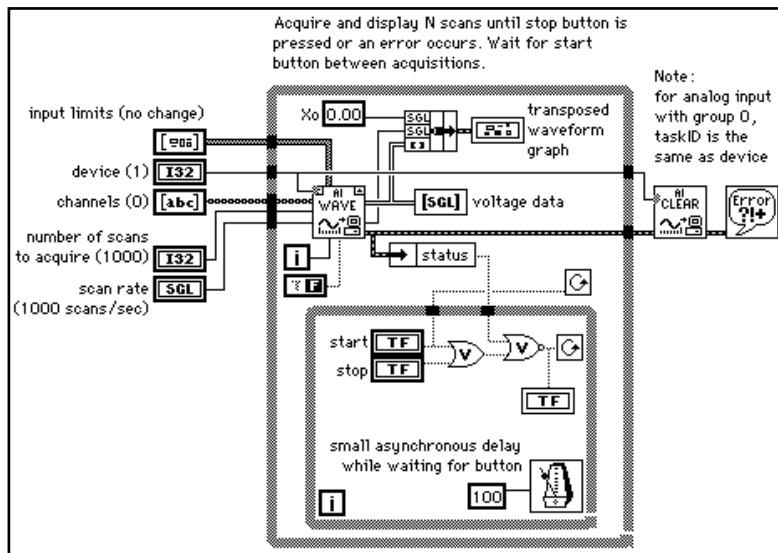 Acquire and display N scans until stop button is
pressed or an error occurs. Wait for start
button between acquisitions.
Note:
for analog input
with group 0,
taskID is the
same as device
input limits (no change)
Xo 0.00
SGL
SGL
transposed
waveform
graph
device (1) I32
channels (0) [abc]
AI
WAVE
[SGL] voltage data
AI
CLEAR
Error
?!+
number of scans
to acquire (1000) I32
i
status
scan rate
(1000 scans/sec) SGL
F
start TF
stop TF
V
V
TF
small asynchronous delay
while waiting for button
100
i